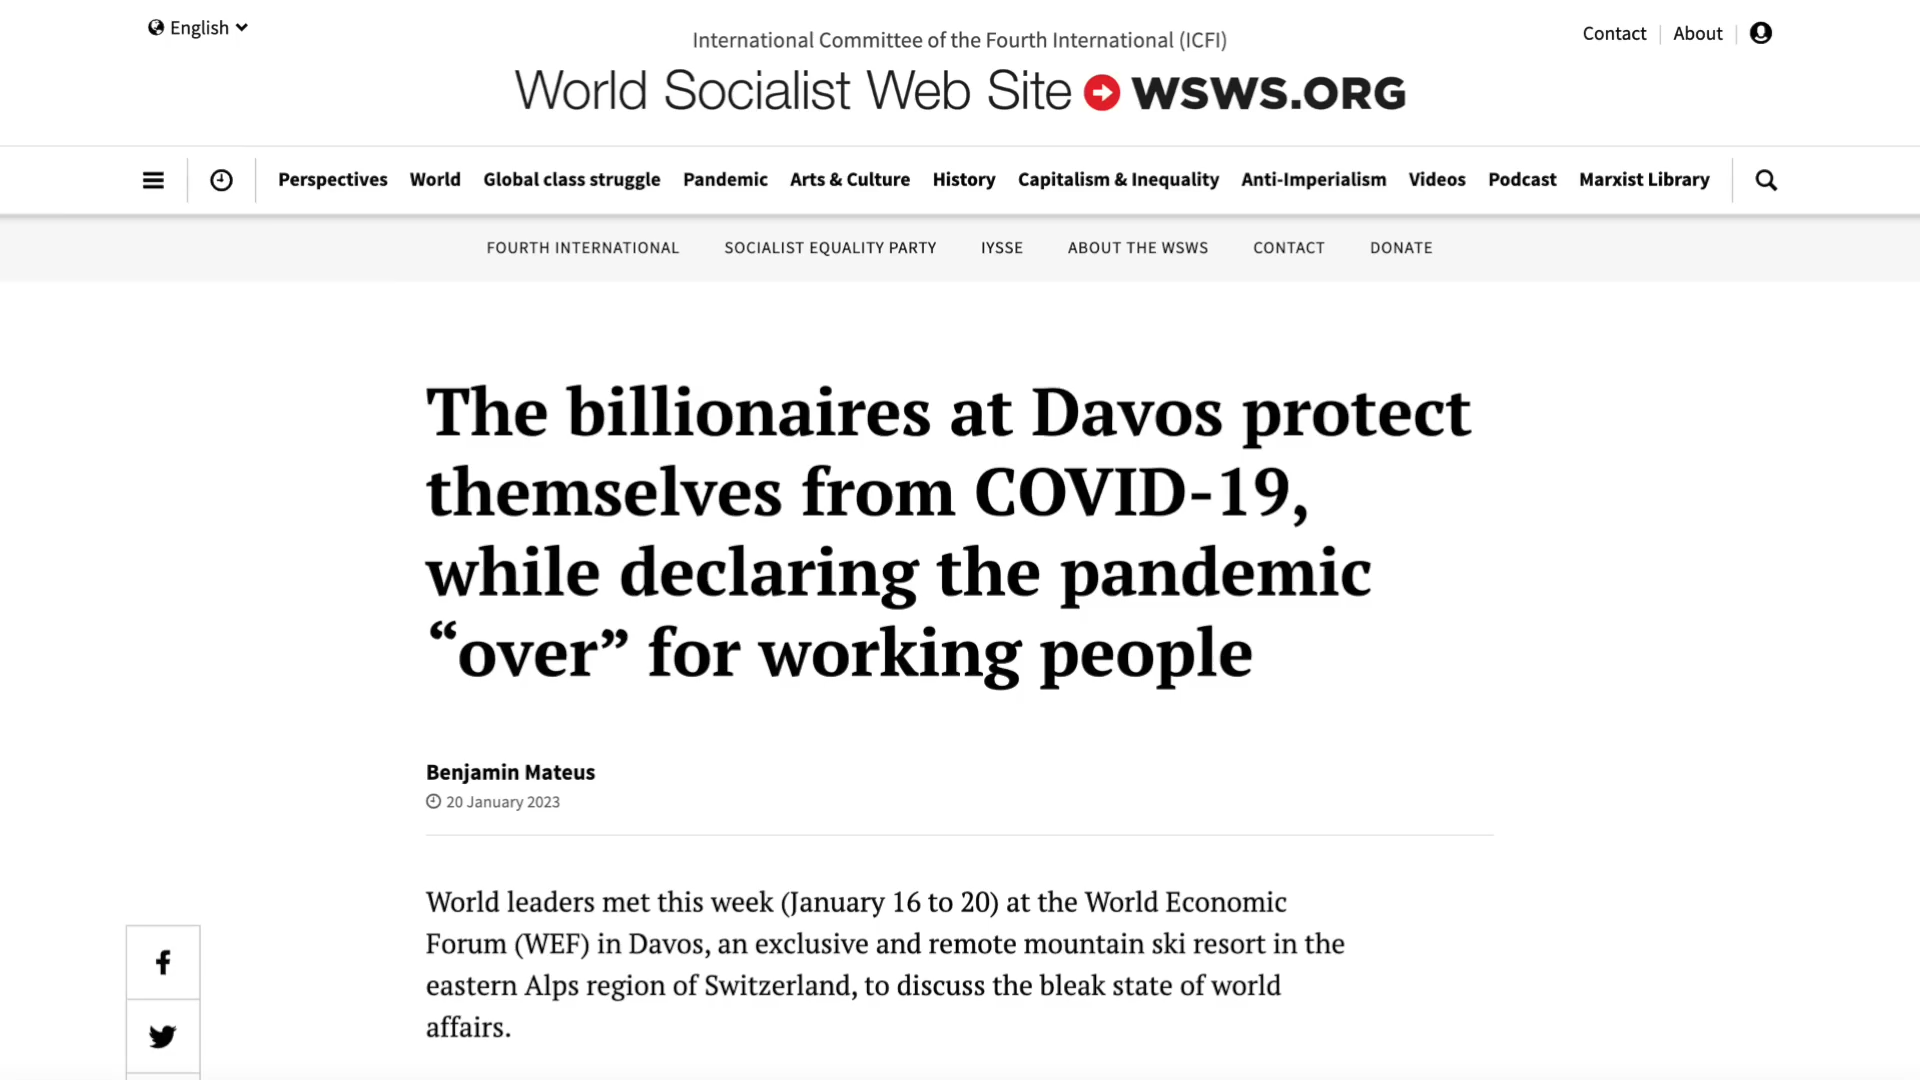 English
International Committee of the Fourth International (ICFI)
Contact About
World Socialist Web Site WSWS.ORG
Perspectives World Global class struggle Pandemic Arts & Culture History Capitalism & Inequality Anti-Imperialism Videos Podcast Marxist Library
FOURTH INTERNATIONAL SOCIALIST EQUALITY PARTY IYSSE ABOUT THE WSWS CONTACT DONATE
The billionaires at Davos protect
themselves from COVID-19,
while declaring the pandemic
“over” for working people
Benjamin Mateus
20 January 2023
World leaders met this week (January 16 to 20) at the World Economic
Forum (WEF) in Davos, an exclusive and remote mountain ski resort in the
eastern Alps region of Switzerland, to discuss the bleak state of world
affairs.